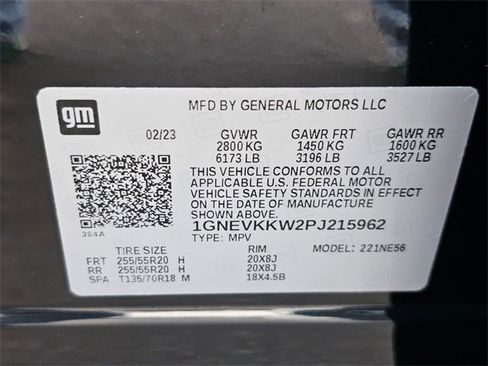 gm
MFD BY GENERAL MOTORS LLC
02/23 GVWR GAWR FRT GAWR RR
2800 KG 1450 KG 1600 KG
6173 LB 3196 LB 3527 LB
THIS VEHICLE CONFORMS TO ALL
APPLICABLE U.S. FEDERAL MOTOR
VEHICLE SAFETY STANDARDS IN EFFECT
ON THE DATE OF MANUFACTURE
SHOWN ABOVE.
384A
1GNEVKKW2PJ215962
TYPE: MPV MODEL: 221NE56
TIRE SIZE RIM
FRT 255/55R20 H 20X8J
RR 255/55R20 H 20X8J
SPA T135/70R18 M 18X4.5B